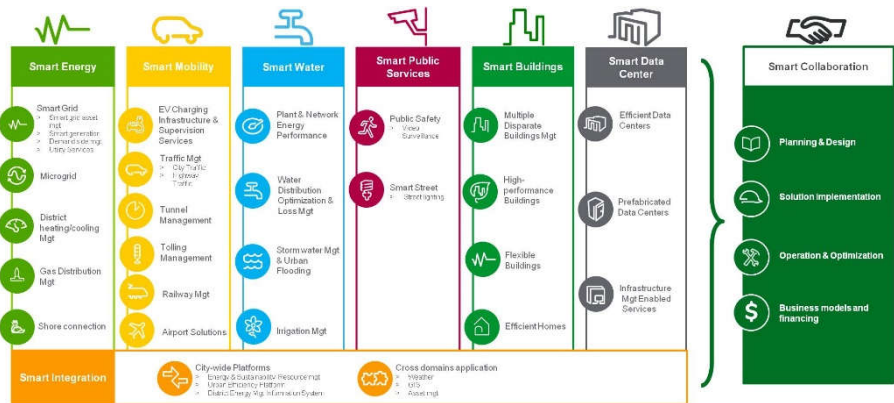 Smart Energy
Smart Grid
> Smart grid asset
mgt
> Smart generation
> Demand side mgt
> Utility Services
Microgrid
District
heating/cooling
Mgt
Gas Distribution
Mgt
Shore connection
Smart Mobility
EV Charging
Infrastructure &
Supervision
Services
Traffic Mgt
> City Traffic
> Highway
Traffic
Tunnel
Management
Tolling
Management
Railway Mgt
Airport Solutions
Smart Water
Plant & Network
Energy
Performance
Water
Distribution
Optimization &
Loss Mgt
Storm water Mgt
& Urban
Flooding
Irrigation Mgt
Smart Public
Services
Public Safety
> Video
Surveillance
Smart Street
> Street lighting
Smart Buildings
Multiple
Disparate
Buildings Mgt
High-
performance
Buildings
Flexible
Buildings
Efficient Homes
Smart Data
Center
Efficient Data
Centers
Prefabricated
Data Centers
Infrastructure
Mgt Enabled
Services
Smart Collaboration
Planning & Design
Solution Implementation
Operation & Optimization
$
Business models and
financing
Smart Integration
City-wide Platforms
> Energy & Sustainability Resource mgt
> Urban Efficiency Platform
> District Energy Mgt Information System
Cross domains application
> Weather
> GIS
> Asset mgt